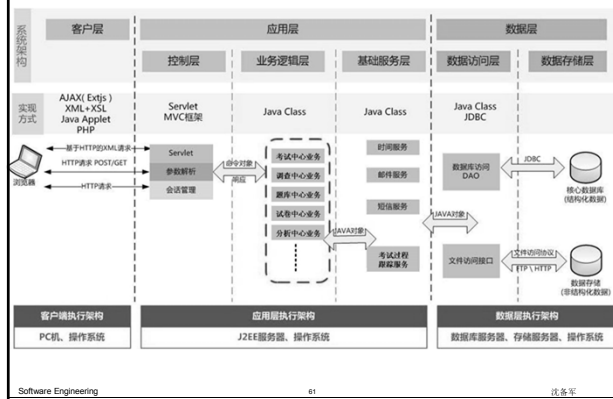 系统架构
客户层
应用层
数据层
控制层
业务逻辑层
基础服务层
数据访问层
数据存储层
实现方式
AJAX( Extjs )
XML+XSL
Java Applet
PHP
Servlet
MVC框架
Java Class
Java Class
Java Class
JDBC
浏览器
基于HTTP的XML请求
HTTP请求 POST/GET
HTTP请求
Servlet
参数解析
会话管理
命令对象
响应
考试中心业务
调查中心业务
题库中心业务
试卷中心业务
分析中心业务
JAVA对象
时间服务
邮件服务
短信服务
考试过程
跟踪服务
JAVA对象
数据库访问
DAO
文件访问接口
JDBC
文件访问协议
FTP \ HTTP
核心数据库
(结构化数据)
数据存储
(非结构化数据)
客户端执行架构
应用层执行架构
数据层执行架构
PC机、操作系统
J2EE服务器、操作系统
数据库服务器、存储服务器、操作系统
Software Engineering
61
沈备军